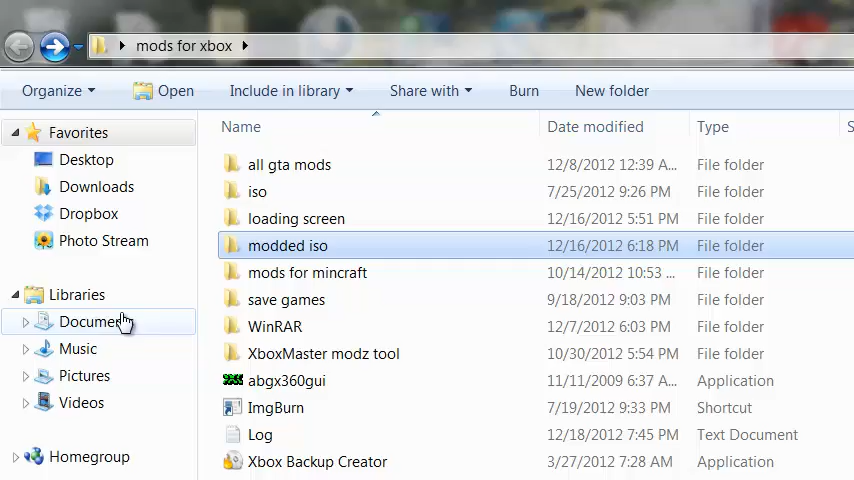 mods for xbox
Organize Open Include in library Share with Burn New folder
Name Date modified Type S
Favorites
Desktop
Downloads
Dropbox
Photo Stream
Libraries
Documen
Music
Pictures
Videos
Homegroup
all gta mods 12/8/2012 12:39 A... File folder
iso 7/25/2012 9:26 PM File folder
loading screen 12/16/2012 5:51 PM File folder
modded iso 12/16/2012 6:18 PM File folder
mods for mincraft 10/14/2012 10:53 ... File folder
save games 9/18/2012 9:03 PM File folder
WinRAR 12/7/2012 6:03 PM File folder
XboxMaster modz tool 10/30/2012 5:54 PM File folder
abgx360gui 11/11/2009 6:37 A... Application
ImgBurn 7/19/2012 9:33 PM Shortcut
Log 12/18/2012 7:45 PM Text Document
Xbox Backup Creator 3/27/2012 7:28 AM Application